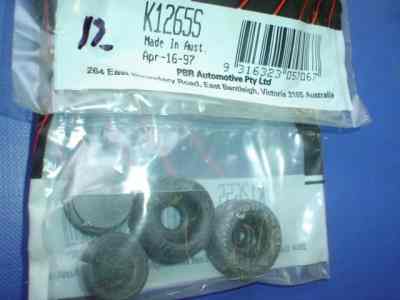 12
K1265S
Made In Aust.
Apr-16-97
9 316323 051067
PBR Automotive Pty Ltd
264 East Boundary Road, East Bentleigh, Victoria 3165 Australia